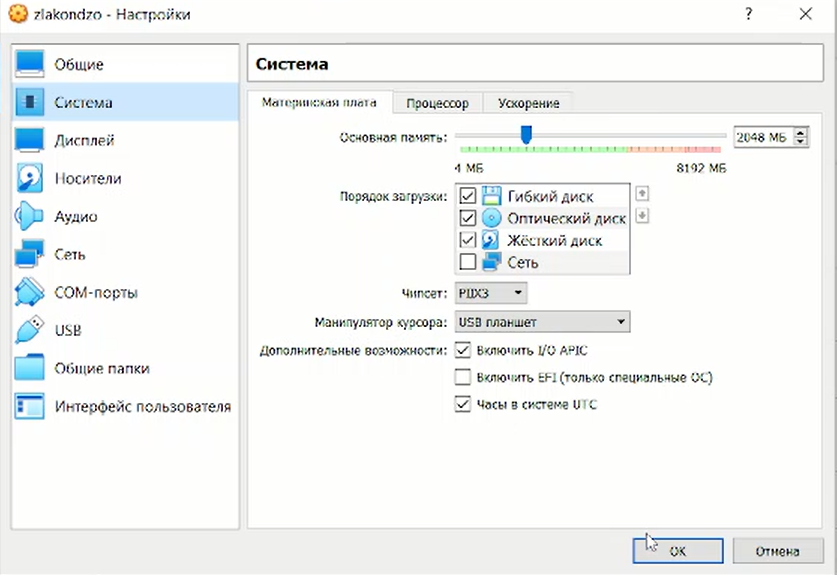 zlakondzo - Настройки
?
Общие
Система
Дисплей
Носители
Аудио
Сеть
COM-порты
USB
Общие папки
Интерфейс пользователя
Система
Материнская плата
Процессор
Ускорение
Основная память:
2048 МБ
4 МБ
8192 МБ
Порядок загрузки:
Гибкий диск
Оптический диск
Жёсткий диск
Сеть
Чипсет:
PIIX3
Манипулятор курсора:
USB планшет
Дополнительные возможности:
Включить I/O APIC
Включить EFI (только специальные ОС)
Часы в системе UTC
OK
Отмена